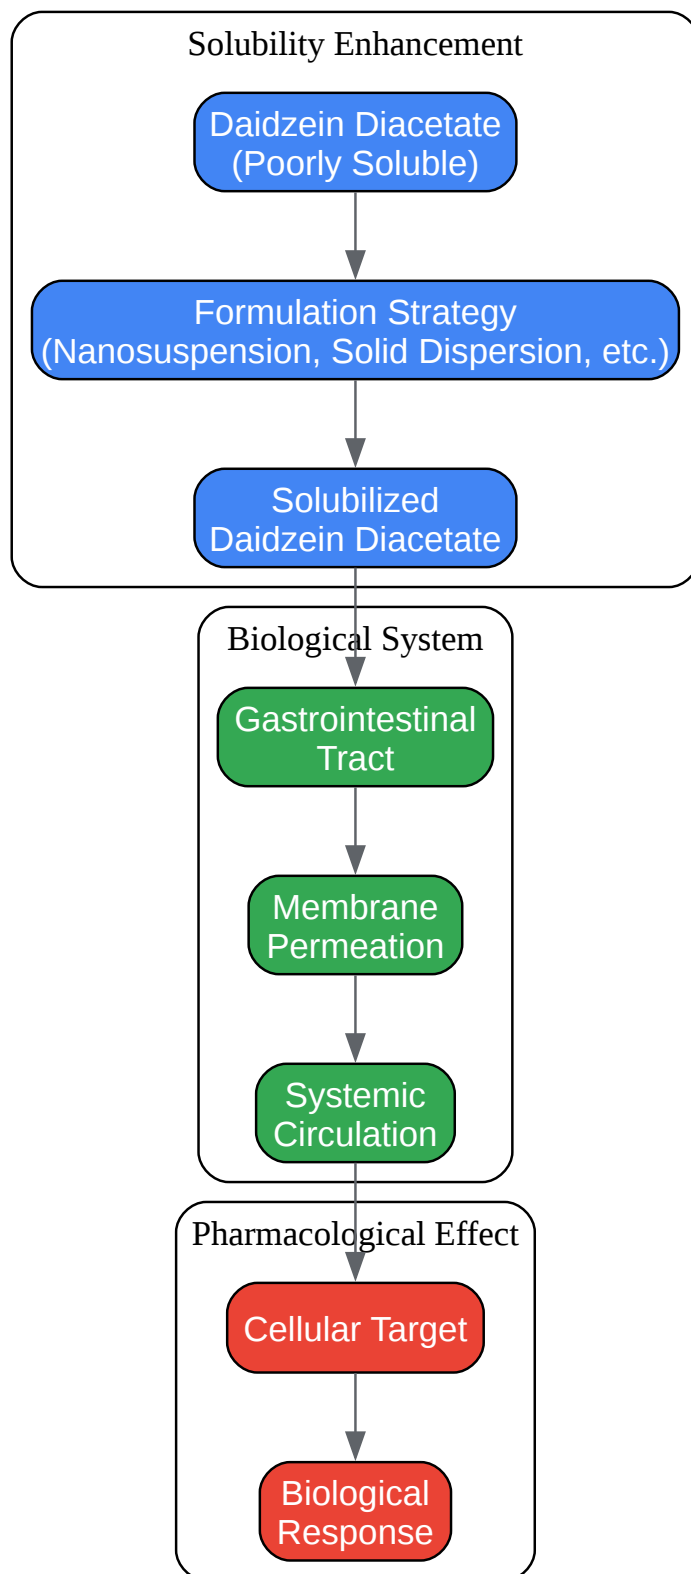 Solubility Enhancement
Daidzein Diacetate
(Poorly Soluble)
Formulation Strategy
(Nanosuspension, Solid Dispersion, etc.)
Solubilized
Daidzein Diacetate
Biological System
Gastrointestinal
Tract
Membrane
Permeation
Systemic
Circulation
Pharmacological Effect
Cellular Target
Biological
Response